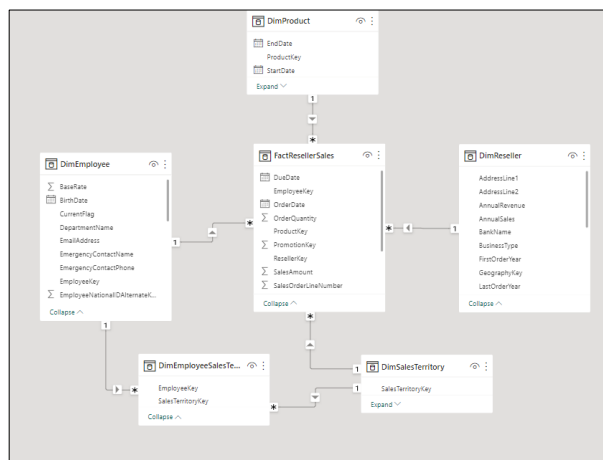 DimProduct
EndDate
ProductKey
StartDate
Expand
1
*
DimEmployee
BaseRate
BirthDate
CurrentFlag
DepartmentName
EmailAddress
EmergencyContactName
EmergencyContactPhone
EmployeeKey
EmployeeNationalIDAlternateK...
Collapse
1
*
FactResellerSales
DueDate
EmployeeKey
OrderDate
OrderQuantity
ProductKey
PromotionKey
ResellerKey
SalesAmount
SalesOrderLineNumber
Collapse
*
1
DimReseller
AddressLine1
AddressLine2
AnnualRevenue
AnnualSales
BankName
BusinessType
FirstOrderYear
GeographyKey
LastOrderYear
Collapse
1
*
*
1
DimEmployeeSalesTe...
EmployeeKey
SalesTerritoryKey
Collapse
*
*
1
DimSalesTerritory
SalesTerritoryKey
Expand